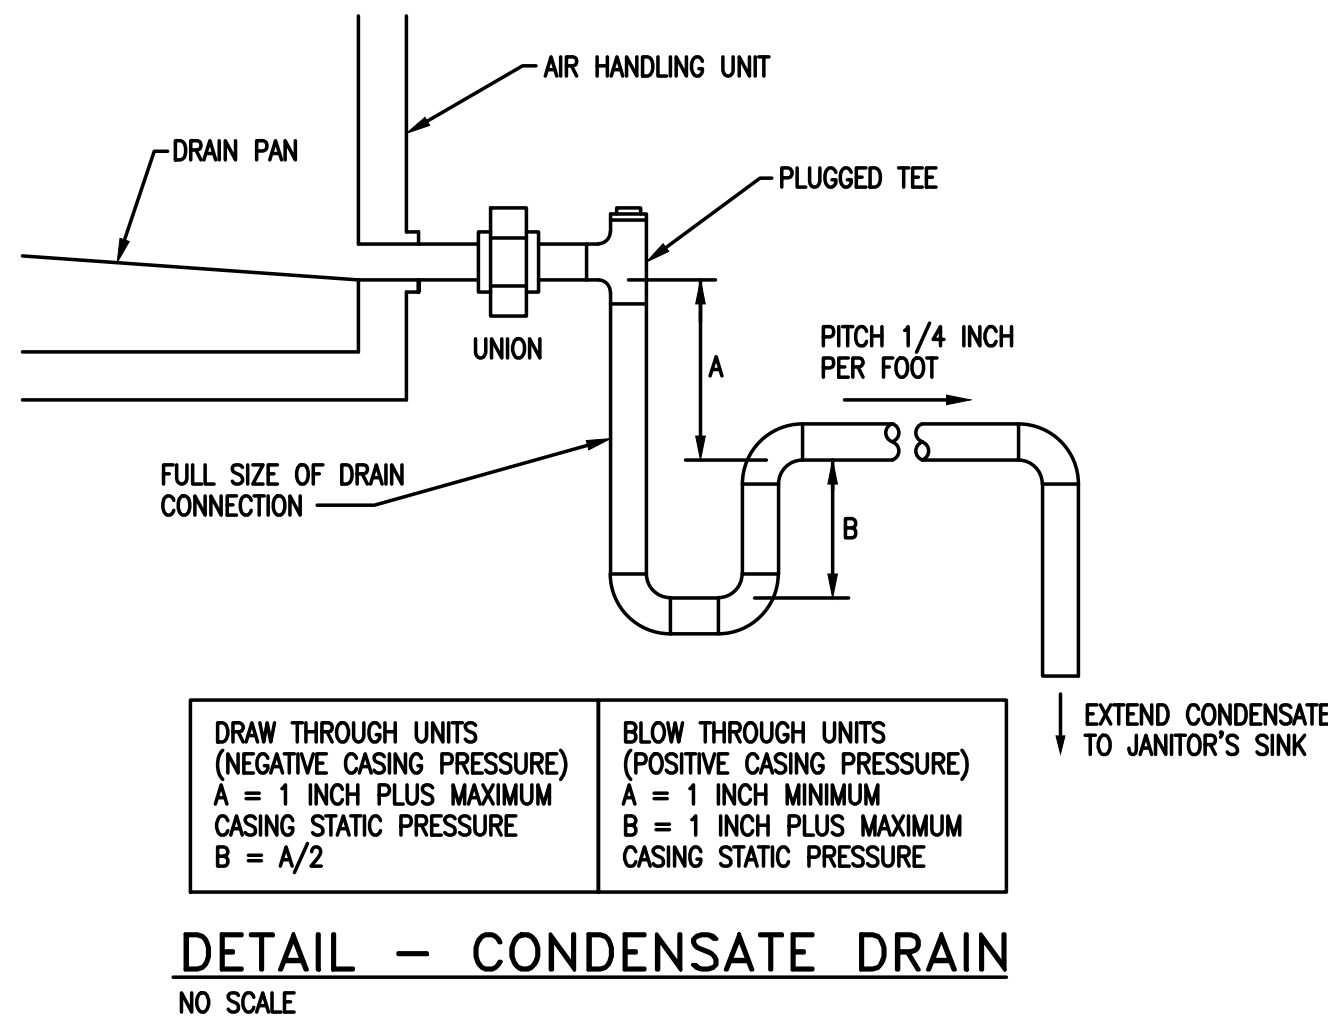 AIR HANDLING UNIT
DRAIN PAN
PLUGGED TEE
UNION
A
PITCH 1/4 INCH
PER FOOT
FULL SIZE OF DRAIN
CONNECTION
B
EXTEND CONDENSATE
TO JANITOR'S SINK
DRAW THROUGH UNITS
(NEGATIVE CASING PRESSURE)
A = 1 INCH PLUS MAXIMUM
CASING STATIC PRESSURE
B = A/2
BLOW THROUGH UNITS
(POSITIVE CASING PRESSURE)
A = 1 INCH MINIMUM
B = 1 INCH PLUS MAXIMUM
CASING STATIC PRESSURE
DETAIL - CONDENSATE DRAIN
NO SCALE